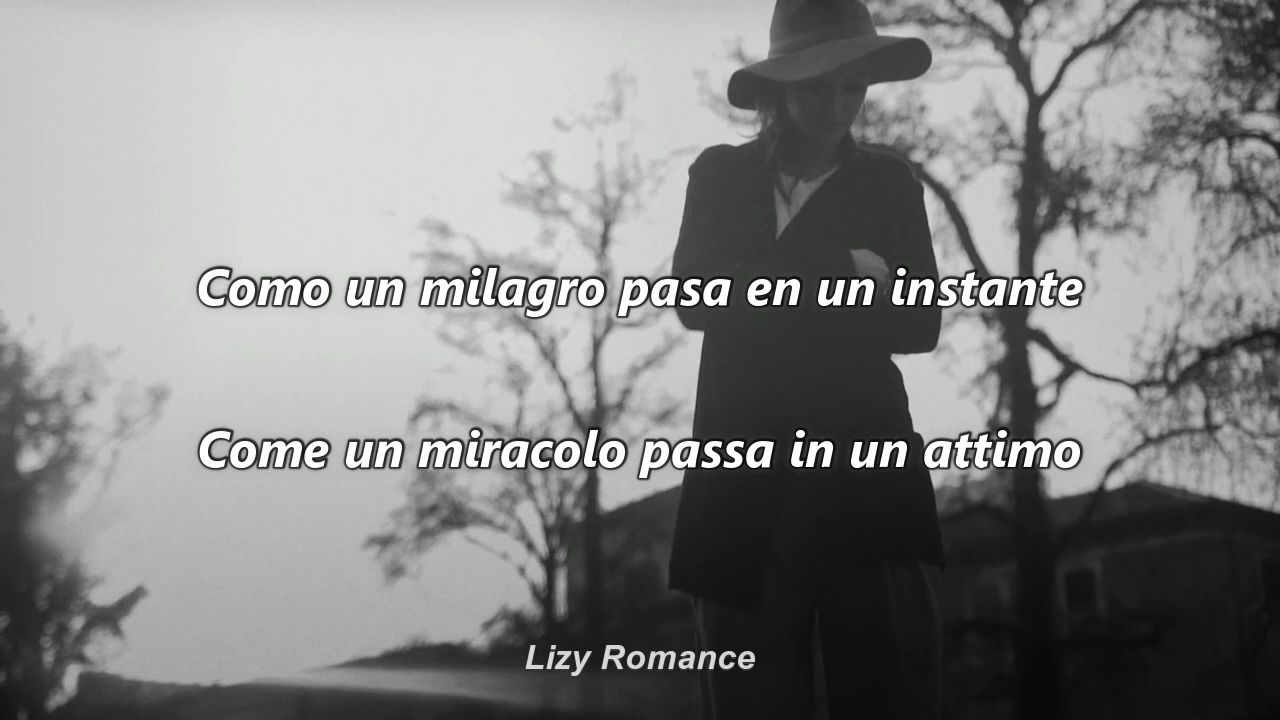 Como un milagro pasa en un instante
Come un miracolo passa in un attimo
Lizy Romance